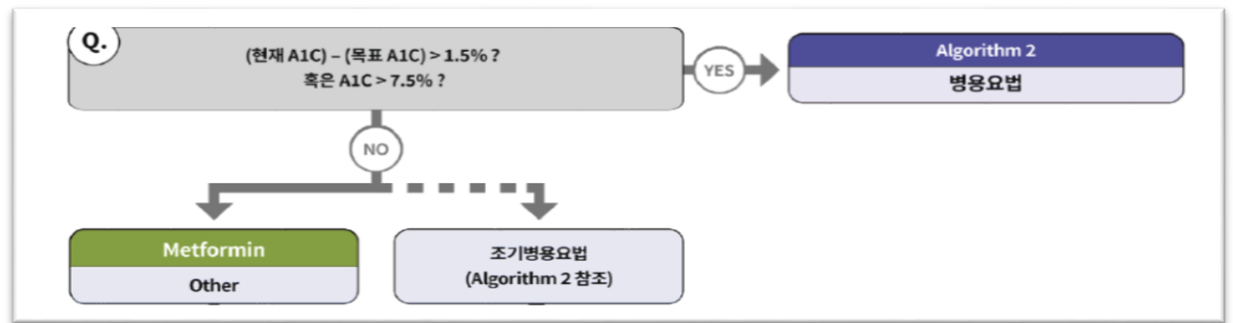 Q.
(현재 A1C) – (목표 A1C) > 1.5% ?
혹은 A1C > 7.5% ?
YES
Algorithm 2
병용요법
NO
Metformin
Other
조기병용요법
(Algorithm 2 참조)